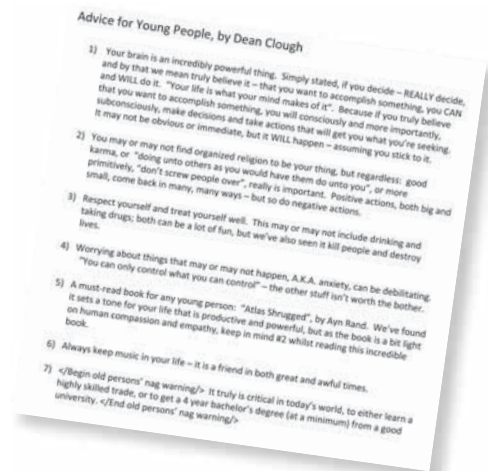 Advice for Young People, by Dean Clough
1) Your brain is an incredibly powerful thing. Simply stated, if you decide – REALLY decide,
and by that we mean truly believe it – that you want to accomplish something, you CAN
and WILL do it. "Your life is what your mind makes of it". Because if you truly believe
that you want to accomplish something, you will consciously and more importantly,
subconsciously, make decisions and take actions that will get you what you're seeking.
It may not be obvious or immediate, but it WILL happen – assuming you stick to it.
2) You may or may not find organized religion to be your thing, but regardless: good
karma, or "doing unto others as you would have them do unto you", or more
primitively, "don't screw people over", really is important. Positive actions, both big and
small, come back in many, many ways – but so do negative actions.
3) Respect yourself and treat yourself well. This may or may not include drinking and
taking drugs; both can be a lot of fun, but we've also seen it kill people and destroy
lives.
4) Worrying about things that may or may not happen, A.K.A. anxiety, can be debilitating.
"You can only control what you can control" – the other stuff isn't worth the bother.
5) A must-read book for any young person: "Atlas Shrugged", by Ayn Rand. We've found
it sets a tone for your life that is productive and powerful, but as the book is a bit light
on human compassion and empathy, keep in mind #2 whilst reading this incredible
book.
6) Always keep music in your life – it is a friend in both great and awful times.
7) </Begin old persons' nag warning/> It truly is critical in today's world, to either learn a
highly skilled trade, or to get a 4 year bachelor's degree (at a minimum) from a good
university. </End old persons' nag warning/>